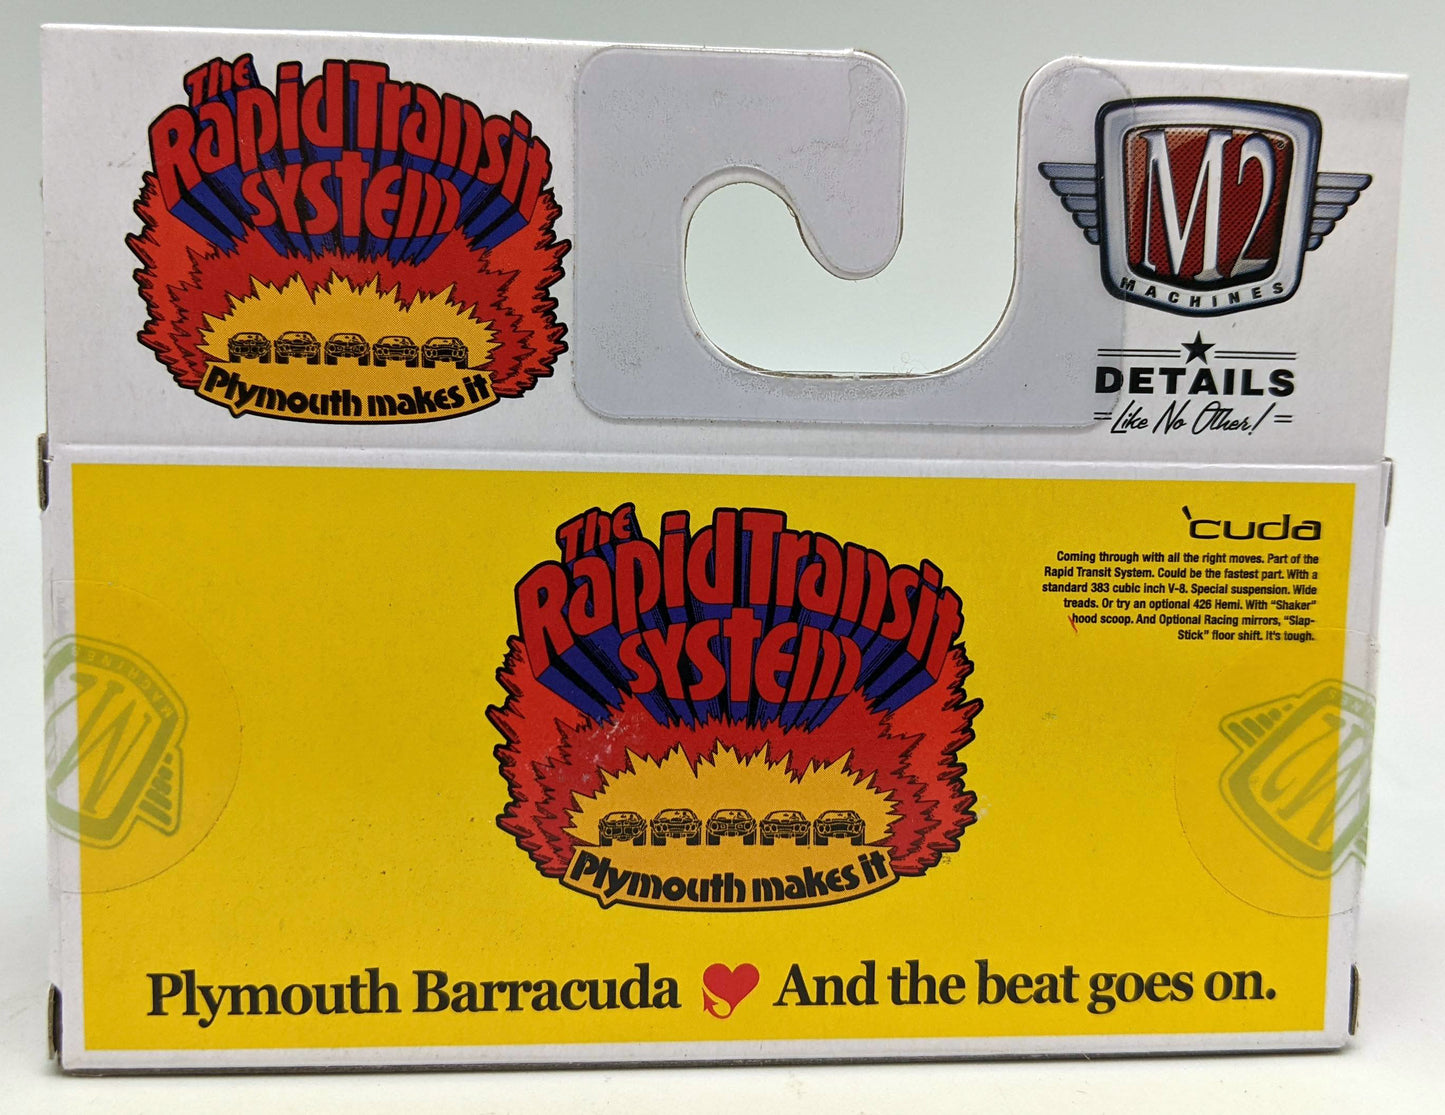 The
Rapid Transit
system
Plymouth makes it
M2
MACHINES
DETAILS
Like No Other!
The
Rapid Transit
system
Plymouth makes it
'cuda
Coming through with all the right moves. Part of the
Rapid Transit System. Could be the fastest part. With a
standard 383 cubic inch V-8. Special suspension. Wide
treads. Or try an optional 426 Hemi. With "Shaker"
hood scoop. And Optional Racing mirrors, "Slap-
Stick" floor shift. It's tough.
M2
MACHINES
M2
Plymouth Barracuda And the beat goes on.